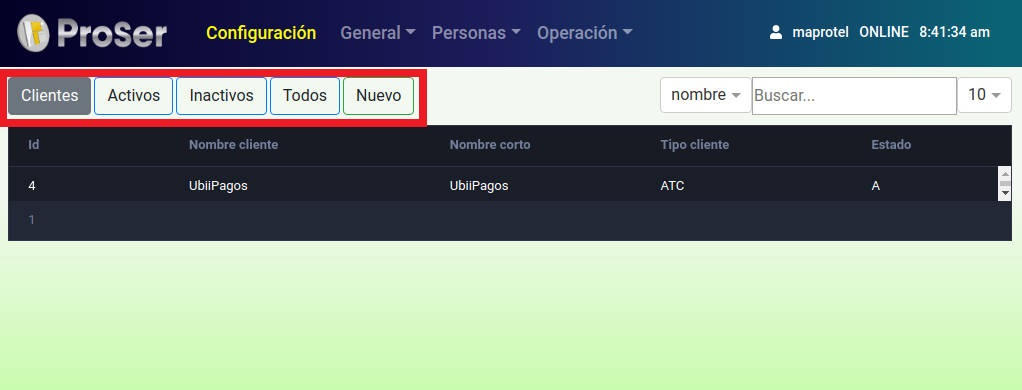 ProSer Configuración General Personas Operación maprotel ONLINE 8:41:34 am
Clientes Activos Inactivos Todos Nuevo nombre Buscar... 10
Id Nombre cliente Nombre corto Tipo cliente Estado
4 UbiiPagos UbiiPagos ATC A
1